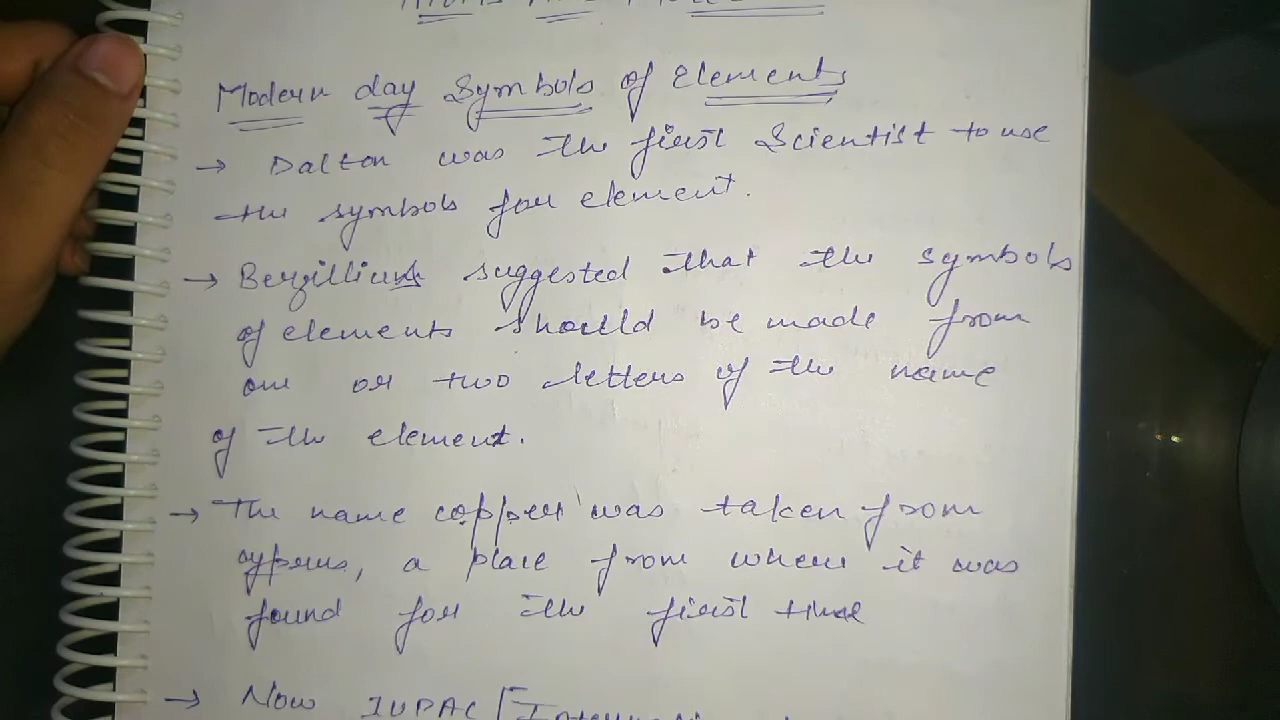 Modern day Symbols of Elements
→ Dalton was the first Scientist to use
the symbols for element.
→ Berzilliuns suggested that the symbols
of elements should be made from
one or two letters of the name
of the element.
→ The name copper was taken from
cyprus, a place from where it was
found for the first time
→ Now IUPAC [